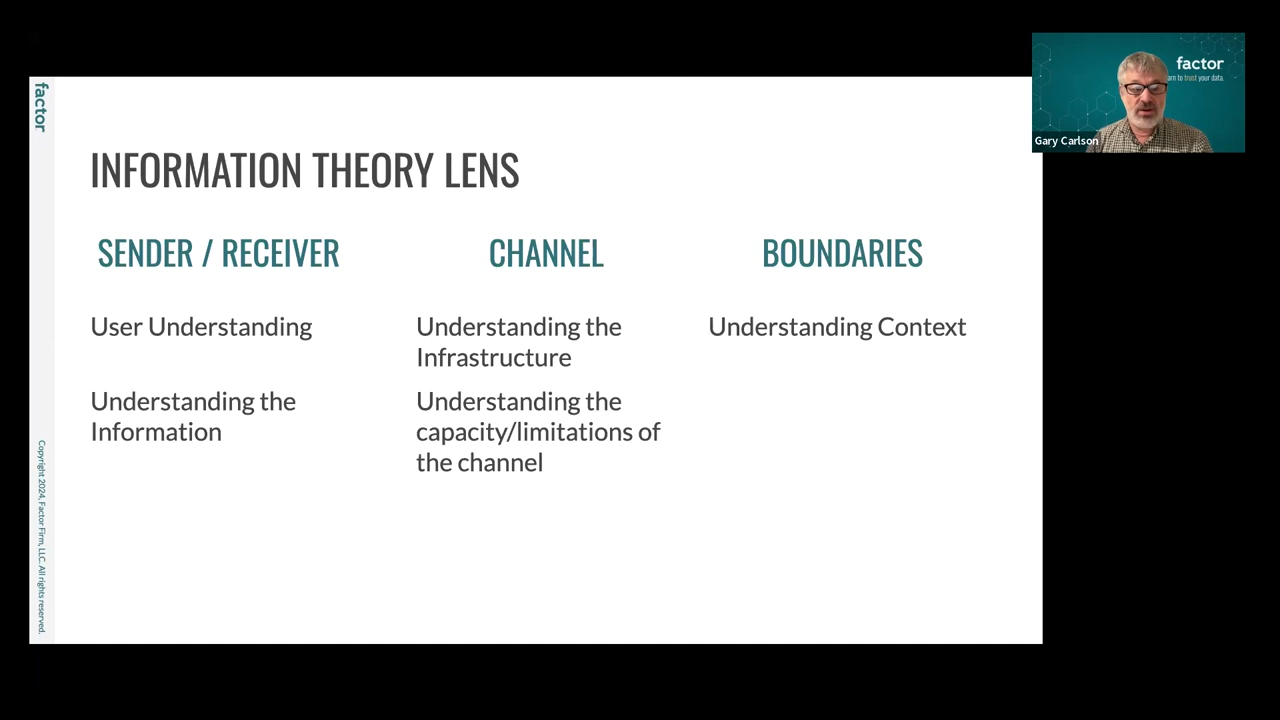 factor
INFORMATION THEORY LENS
SENDER / RECEIVER
User Understanding
Understanding the
Information
CHANNEL
Understanding the
Infrastructure
Understanding the
capacity/limitations of
the channel
BOUNDARIES
Understanding Context
Copyright 2024, Factor Firm, LLC. All rights reserved.
factor
to trust your data.
Gary Carlson